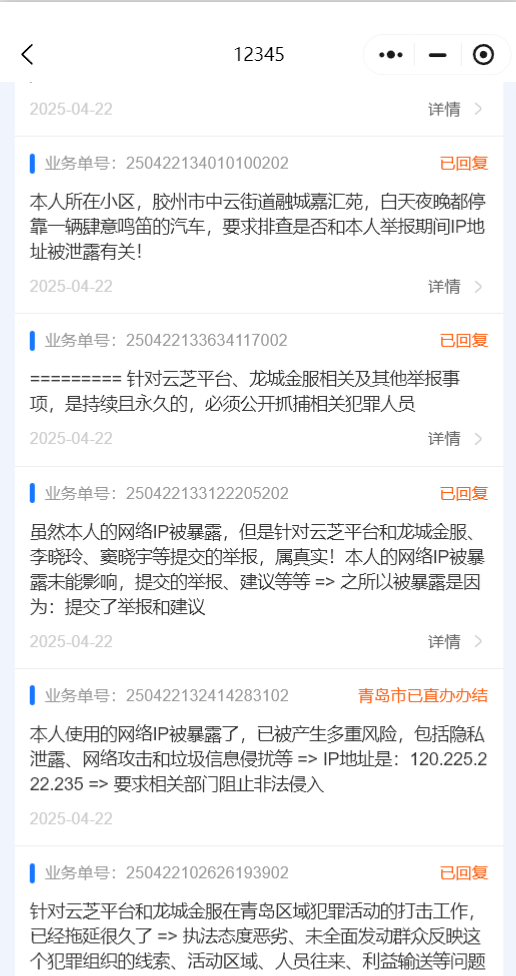 12345
2025-04-22 详情
业务单号：250422134010100202 已回复
本人所在小区，胶州市中云街道融城嘉汇苑，白天夜晚都停
靠一辆肆意鸣笛的汽车，要求排查是否和本人举报期间IP地
址被泄露有关！
2025-04-22 详情
业务单号：250422133634117002 已回复
========= 针对云芝平台、龙城金服相关及其他举报事
项，是持续且永久的，必须公开抓捕相关犯罪人员
2025-04-22 详情
业务单号：250422133122205202 已回复
虽然本人的网络IP被暴露，但是针对云芝平台和龙城金服、
李晓玲、窦晓宇等提交的举报，属真实！本人的网络IP被暴
露未能影响，提交的举报、建议等等 => 之所以被暴露是因
为：提交了举报和建议
2025-04-22 详情
业务单号：250422132414283102 青岛市已直办办结
本人使用的网络IP被暴露了，已被产生多重风险，包括隐私
泄露、网络攻击和垃圾信息侵扰等 => IP地址是：120.225.2
22.235 => 要求相关部门阻止非法侵入
2025-04-22
业务单号：250422102626193902 已回复
针对云芝平台和龙城金服在青岛区域犯罪活动的打击工作，
已经拖延很久了 => 执法态度恶劣、未全面发动群众反映这
个犯罪组织的线索、活动区域、人员往来、利益输送等问题